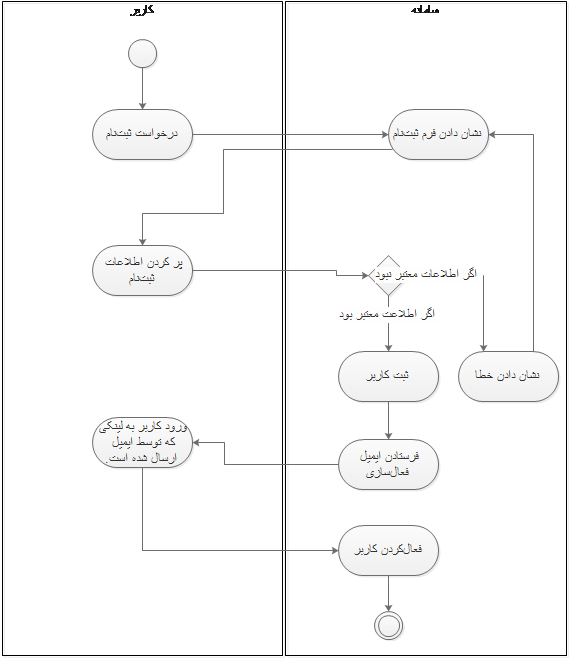 کاربر
سامانه
درخواست ثبت‌نام
نشان دادن فرم ثبت‌نام
پر کردن اطلاعات
ثبت‌نام
اگر اطلاعات معتبر نبود
اگر اطلاعت معتبر بود
ثبت کاربر
نشان دادن خطا
ورود کاربر به لینکی
که توسط ایمیل
ارسال شده است.
فرستادن ایمیل
فعال‌سازی
فعال‌کردن کاربر